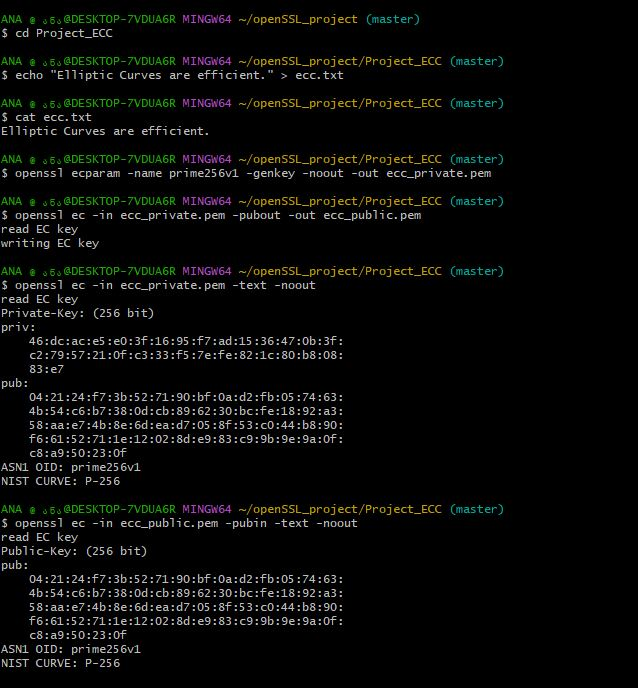 ANA @ DESKTOP-7VDUA6R MINGW64 ~/openSSL_project (master)
$ cd Project_ECC
ANA @DESKTOP-7VDUA6R MINGW64 ~/openSSL_project/Project_ECC (master)
$ echo "Elliptic Curves are efficient." > ecc.txt
ANA @DESKTOP-7VDUA6R MINGW64 ~/openSSL_project/Project_ECC (master)
$ cat ecc.txt
Elliptic Curves are efficient.
ANA @DESKTOP-7VDUA6R MINGW64 ~/openSSL_project/Project_ECC (master)
$ openssl ecparam -name prime256v1 -genkey -noout -out ecc_private.pem
ANA @DESKTOP-7VDUA6R MINGW64 ~/openSSL_project/Project_ECC (master)
$ openssl ec -in ecc_private.pem -pubout -out ecc_public.pem
read EC key
writing EC key
ANA @DESKTOP-7VDUA6R MINGW64 ~/openSSL_project/Project_ECC (master)
$ openssl ec -in ecc_private.pem -text -noout
read EC key
Private-Key: (256 bit)
priv:
46:dc:ac:e5:e0:3f:16:95:f7:ad:15:36:47:0b:3f:
c2:79:57:21:0f:c3:33:f5:7e:fe:82:1c:80:b8:08:
83:e7
pub:
04:21:24:f7:3b:52:71:90:bf:0a:d2:fb:05:74:63:
4b:54:c6:b7:38:0d:cb:89:62:30:bc:fe:18:92:a3:
58:aa:e7:4b:8e:6d:ea:d7:05:8f:53:c0:44:b8:90:
f6:61:52:71:1e:12:02:8d:e9:83:c9:9b:9e:9a:0f:
c8:a9:50:23:0f
ASN1 OID: prime256v1
NIST CURVE: P-256
ANA @DESKTOP-7VDUA6R MINGW64 ~/openSSL_project/Project_ECC (master)
$ openssl ec -in ecc_public.pem -pubin -text -noout
read EC key
Public-Key: (256 bit)
pub:
04:21:24:f7:3b:52:71:90:bf:0a:d2:fb:05:74:63:
4b:54:c6:b7:38:0d:cb:89:62:30:bc:fe:18:92:a3:
58:aa:e7:4b:8e:6d:ea:d7:05:8f:53:c0:44:b8:90:
f6:61:52:71:1e:12:02:8d:e9:83:c9:9b:9e:9a:0f:
c8:a9:50:23:0f
ASN1 OID: prime256v1
NIST CURVE: P-256